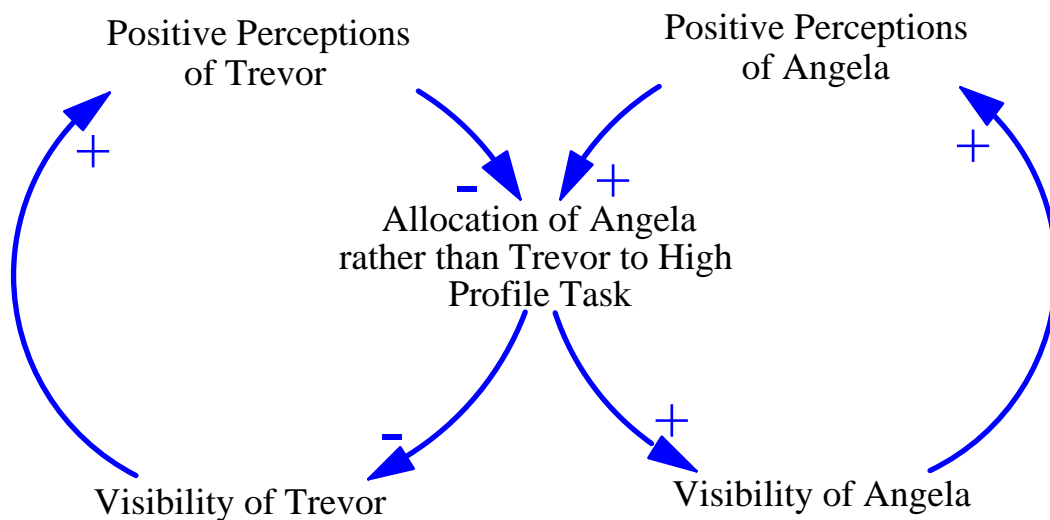 Positive Perceptions
of Trevor
Positive Perceptions
of Angela
+
+
-
+
Allocation of Angela
rather than Trevor to High
Profile Task
-
+
Visibility of Trevor
Visibility of Angela